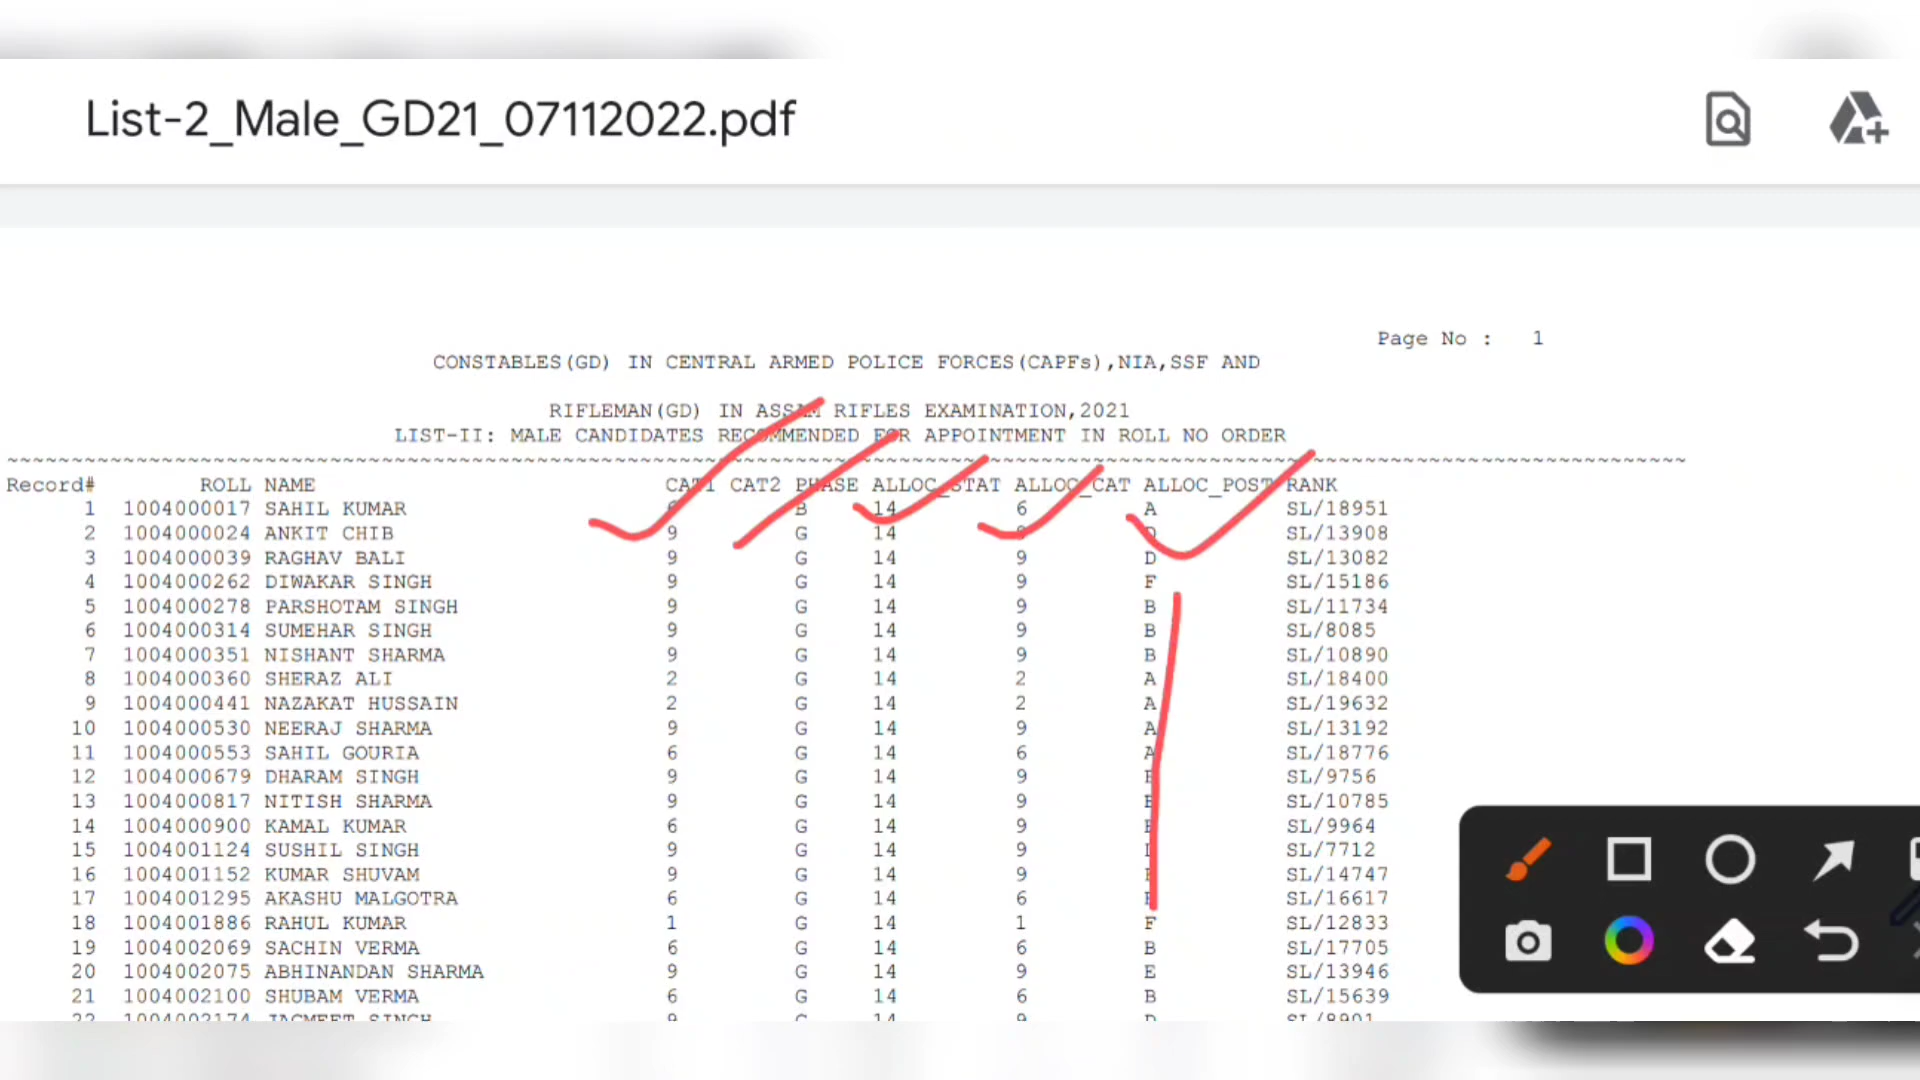 List-2_Male_GD21_07112022.pdf
Page No : 1
CONSTABLES(GD) IN CENTRAL ARMED POLICE FORCES(CAPFs),NIA,SSF AND
RIFLEMAN(GD) IN ASSAM RIFLES EXAMINATION,2021
LIST-II: MALE CANDIDATES RECOMMENDED FOR APPOINTMENT IN ROLL NO ORDER
Record# ROLL NAME CAT1 CAT2 PHASE ALLOC_STAT ALLOC_CAT ALLOC_POST RANK
1 1004000017 SAHIL KUMAR 6 B 14 6 A SL/18951
2 1004000024 ANKIT CHIB 9 G 14 9 D SL/13908
3 1004000039 RAGHAV BALI 9 G 14 9 D SL/13082
4 1004000262 DIWAKAR SINGH 9 G 14 9 F SL/15186
5 1004000278 PARSHOTAM SINGH 9 G 14 9 B SL/11734
6 1004000314 SUMEHAR SINGH 9 G 14 9 B SL/8085
7 1004000351 NISHANT SHARMA 9 G 14 9 B SL/10890
8 1004000360 SHERAZ ALI 2 G 14 2 A SL/18400
9 1004000441 NAZAKAT HUSSAIN 2 G 14 2 A SL/19632
10 1004000530 NEERAJ SHARMA 9 G 14 9 A SL/13192
11 1004000553 SAHIL GOURIA 6 G 14 6 A SL/18776
12 1004000679 DHARAM SINGH 9 G 14 9 SL/9756
13 1004000817 NITISH SHARMA 9 G 14 9 SL/10785
14 1004000900 KAMAL KUMAR 6 G 14 9 SL/9964
15 1004001124 SUSHIL SINGH 9 G 14 9 SL/7712
16 1004001152 KUMAR SHUVAM 9 G 14 9 SL/14747
17 1004001295 AKASHU MALGOTRA 6 G 14 6 SL/16617
18 1004001886 RAHUL KUMAR 1 G 14 1 F SL/12833
19 1004002069 SACHIN VERMA 6 G 14 6 B SL/17705
20 1004002075 ABHINANDAN SHARMA 9 G 14 9 E SL/13946
21 1004002100 SHUBAM VERMA 6 G 14 6 B SL/15639
22 1004002174 JAGMEET SINGH 9 G 14 9 D SL/8901